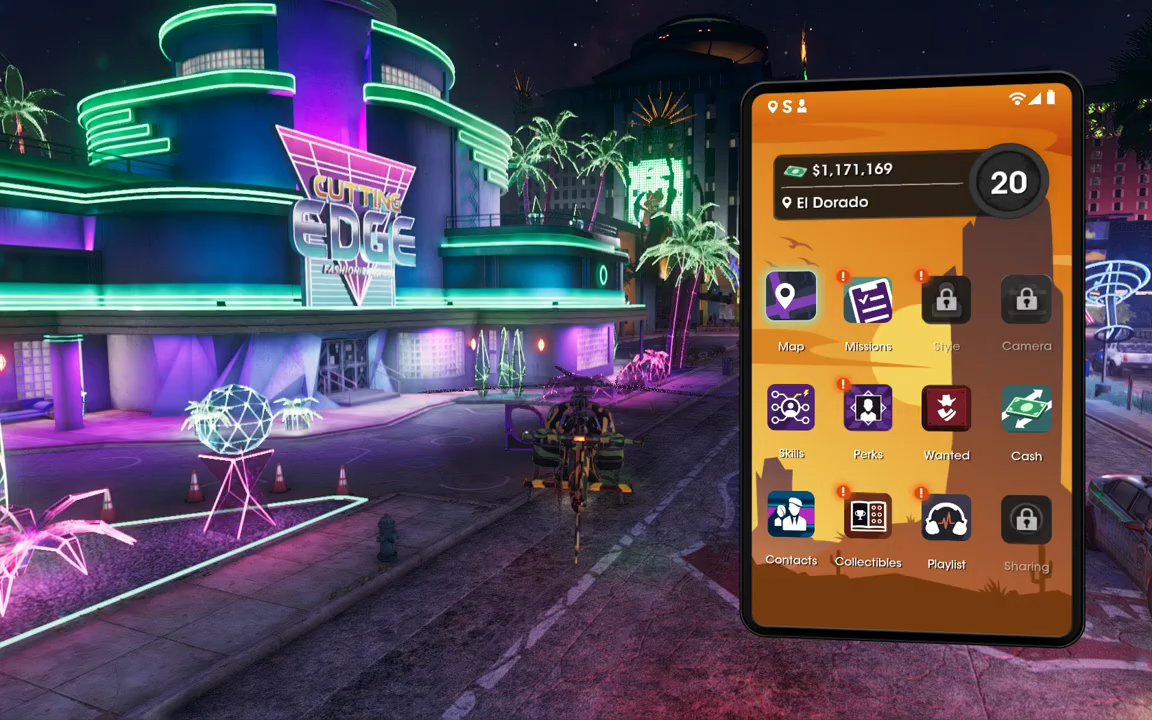 CUTTING
EDGE
S
$1,171,169
20
El Dorado
Map
Missions
Style
Camera
Skills
Perks
Wanted
Cash
Contacts
Collectibles
Playlist
Sharing